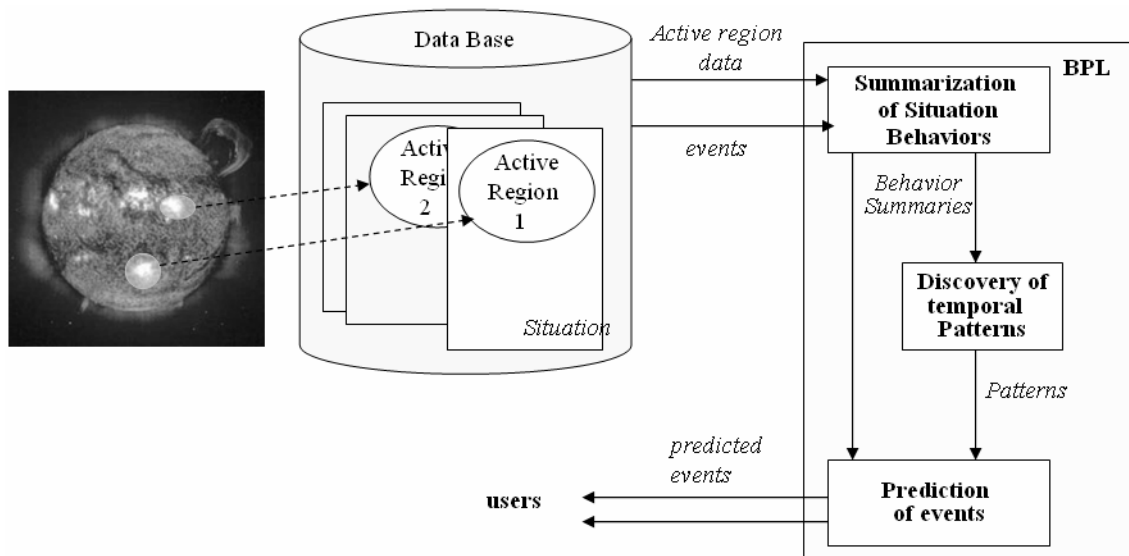 Data Base
Active
Regi
2
Active
Region
1
Situation
Active region
data
events
BPL
Summarization
of Situation
Behaviors
Behavior
Summaries
Discovery of
temporal
Patterns
Patterns
predicted
events
users
Prediction
of events